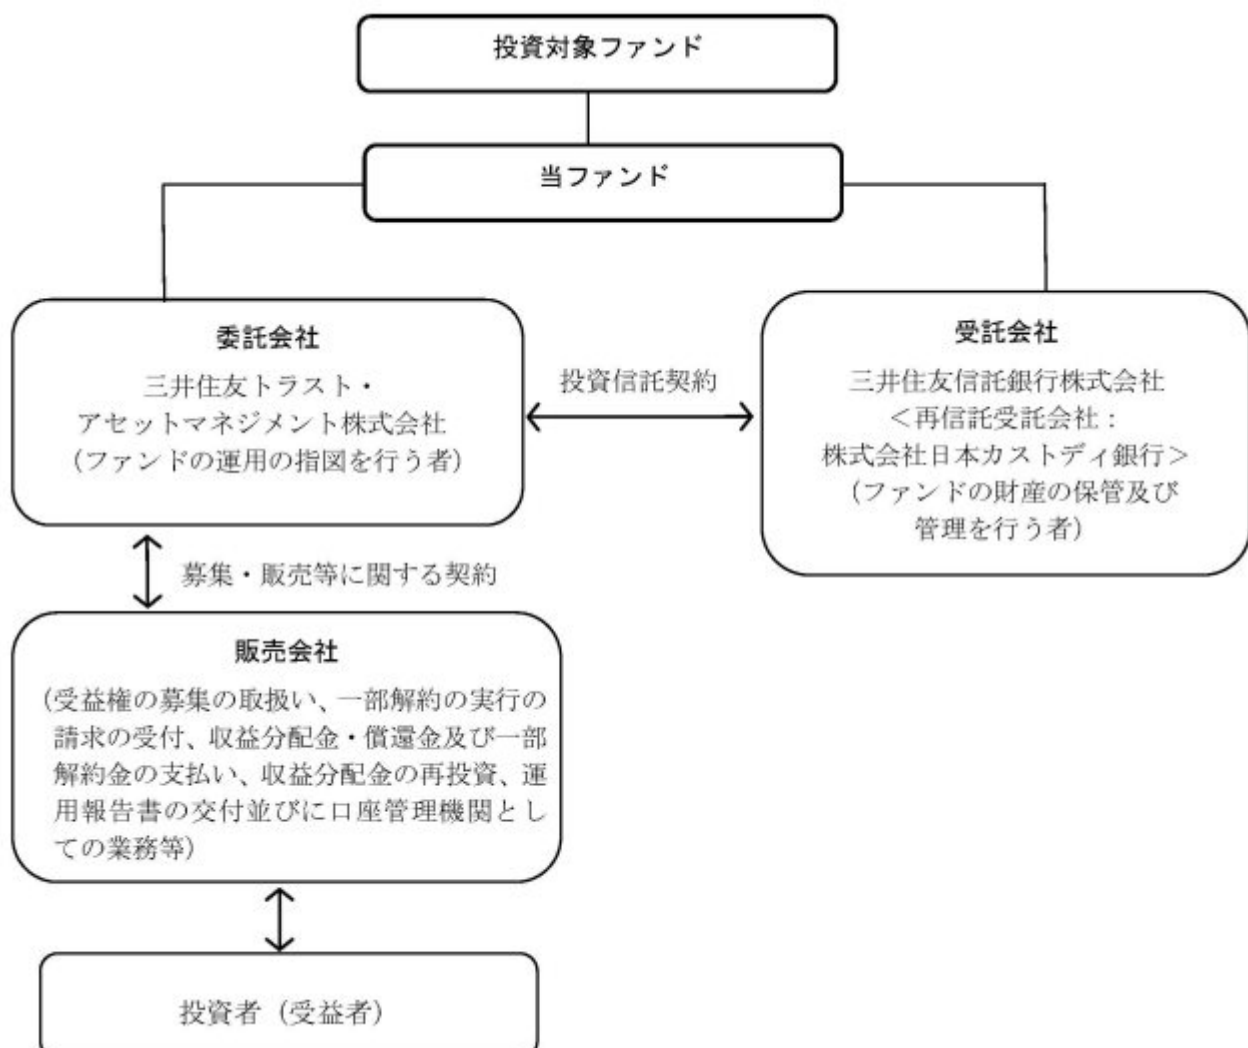 投資対象ファンド
当ファンド
委託会社
三井住友トラスト・
アセットマネジメント株式会社
(ファンドの運用の指図を行う者)
投資信託契約
受託会社
三井住友信託銀行株式会社
<再信託受託会社:
株式会社日本カストディ銀行>
(ファンドの財産の保管及び
管理を行う者)
募集・販売等に関する契約
販売会社
(受益権の募集の取扱い、一部解約の実行の
請求の受付、収益分配金・償還金及び一部
解約金の支払い、収益分配金の再投資、運
用報告書の交付並びに口座管理機関とし
ての業務等)
投資者(受益者)